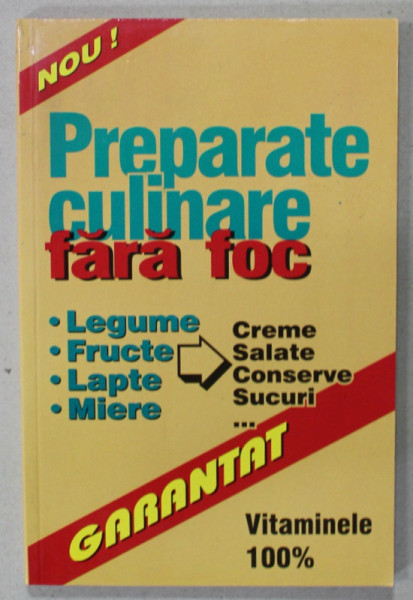 NOU !
Preparate
culinare
fără foc
• Legume
• Fructe
• Lapte
• Miere
Creme
Salate
Conserve
Sucuri
...
GARANTAT
Vitaminele
100%